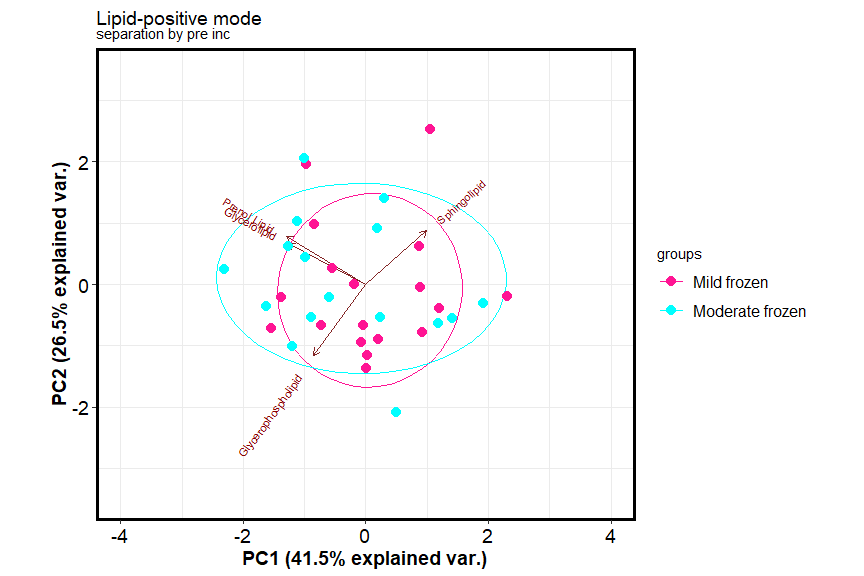 Lipid-positive mode
separation by pre inc
PC2 (26.5% explained var.)
2
0
-2
Prenol Lipid
Glycerolipid
Sphingolipid
Glycerophospholipid
-4
-2
0
2
4
PC1 (41.5% explained var.)
groups
Mild frozen
Moderate frozen